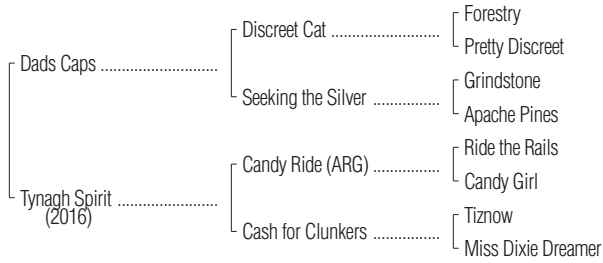 Forestry
Discreet Cat ..................
Pretty Discreet
Dads Caps ..........................
Grindstone
Seeking the Silver ................
Apache Pines
Ride the Rails
Candy Ride (ARG) ................
Candy Girl
Tynagh Spirit ......................
(2016)
Tiznow
Cash for Clunkers ................
Miss Dixie Dreamer